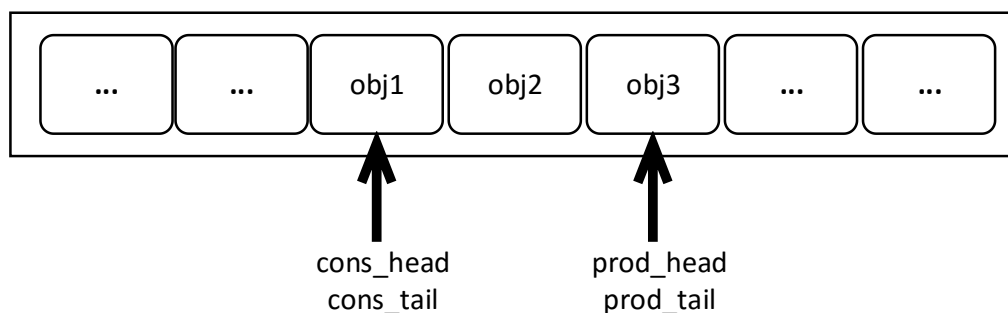 ... ... obj1 obj2 obj3 ... ...
cons_head prod_head
cons_tail prod_tail